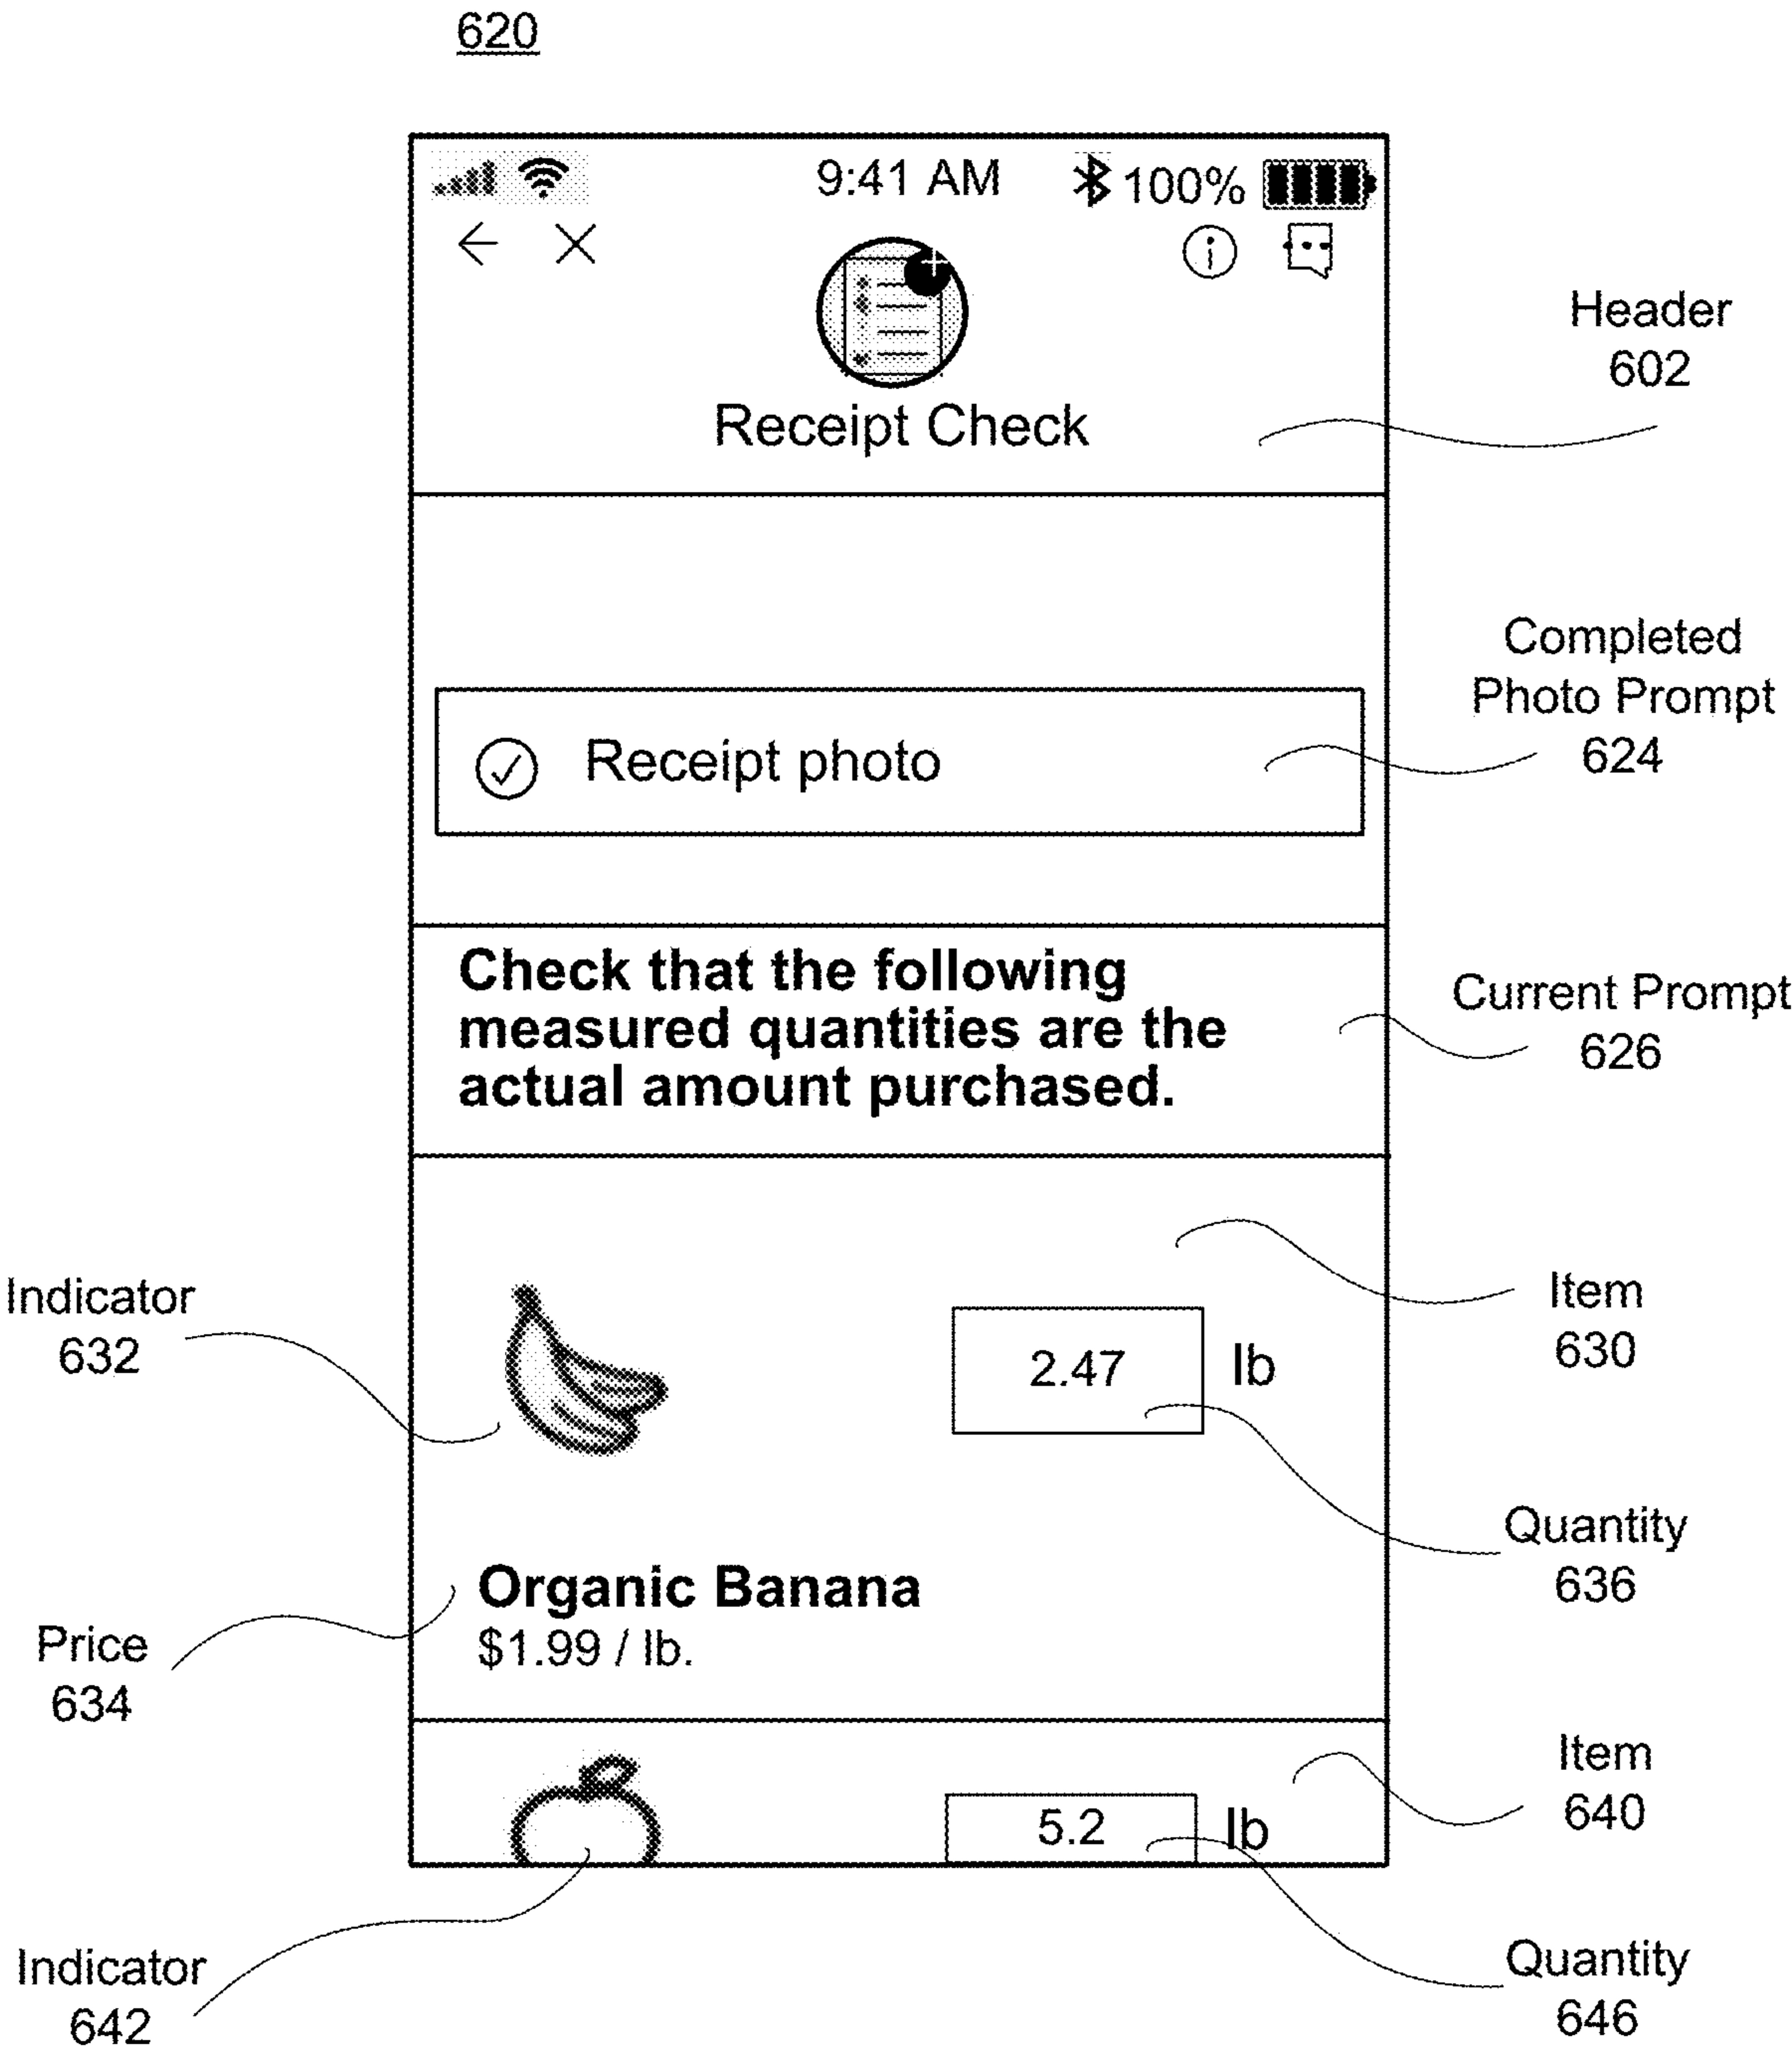 620
9:41 AM
100%
Receipt Check
Header
602
Receipt photo
Completed
Photo Prompt
624
Check that the following
measured quantities are the
actual amount purchased.
Current Prompt
626
Indicator
632
2.47 lb
Item
630
Quantity
636
Organic Banana
$1.99 / lb.
Price
634
5.2 lb
Item
640
Indicator
642
Quantity
646